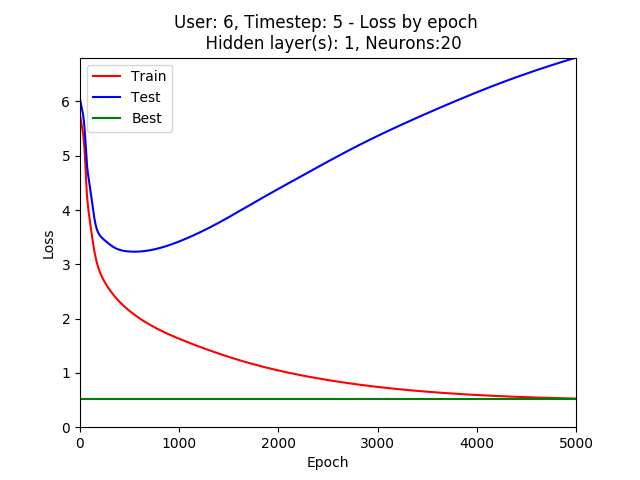 User: 6, Timestep: 5 - Loss by epoch
Hidden layer(s): 1, Neurons:20
Train
Test
Best
6
5
4
3
2
1
0
Loss
0 1000 2000 3000 4000 5000
Epoch